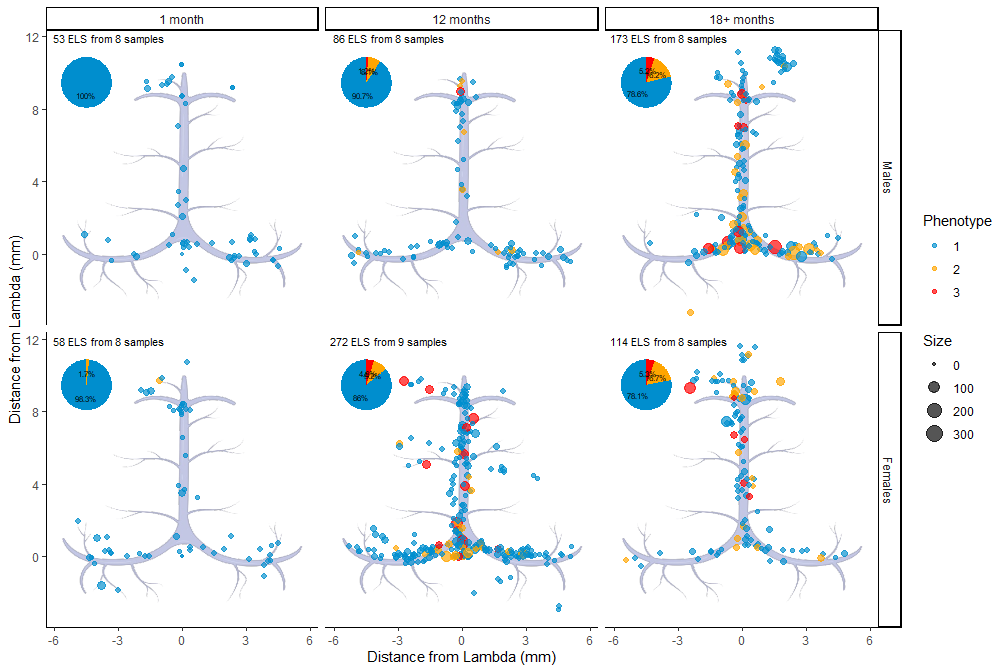 1 month
12 months
18+ months
53 ELS from 8 samples
86 ELS from 8 samples
173 ELS from 8 samples
100%
90.7%
78.6%
12
8
4
0
Males
58 ELS from 8 samples
272 ELS from 9 samples
114 ELS from 8 samples
1.7%
98.3%
86%
78.1%
12
8
4
0
Females
-6
-3
0
3
6
-6
-3
0
3
6
-6
-3
0
3
6
Distance from Lambda (mm)
Distance from Lambda (mm)
Phenotype
1
2
3
Size
0
100
200
300